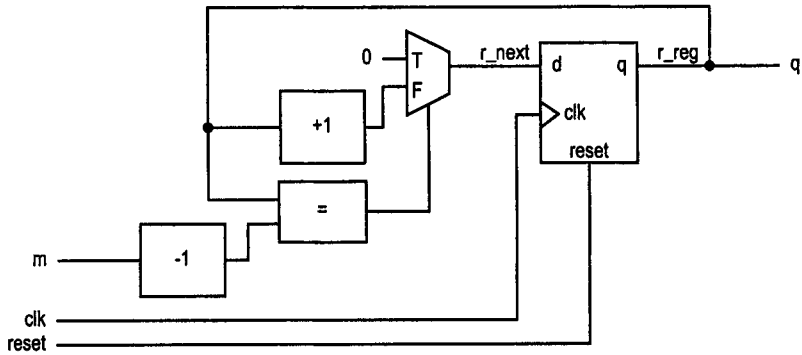 0
T
F
r_next
d
q
r_reg
q
clk
reset
+1
=
m
-1
clk
reset